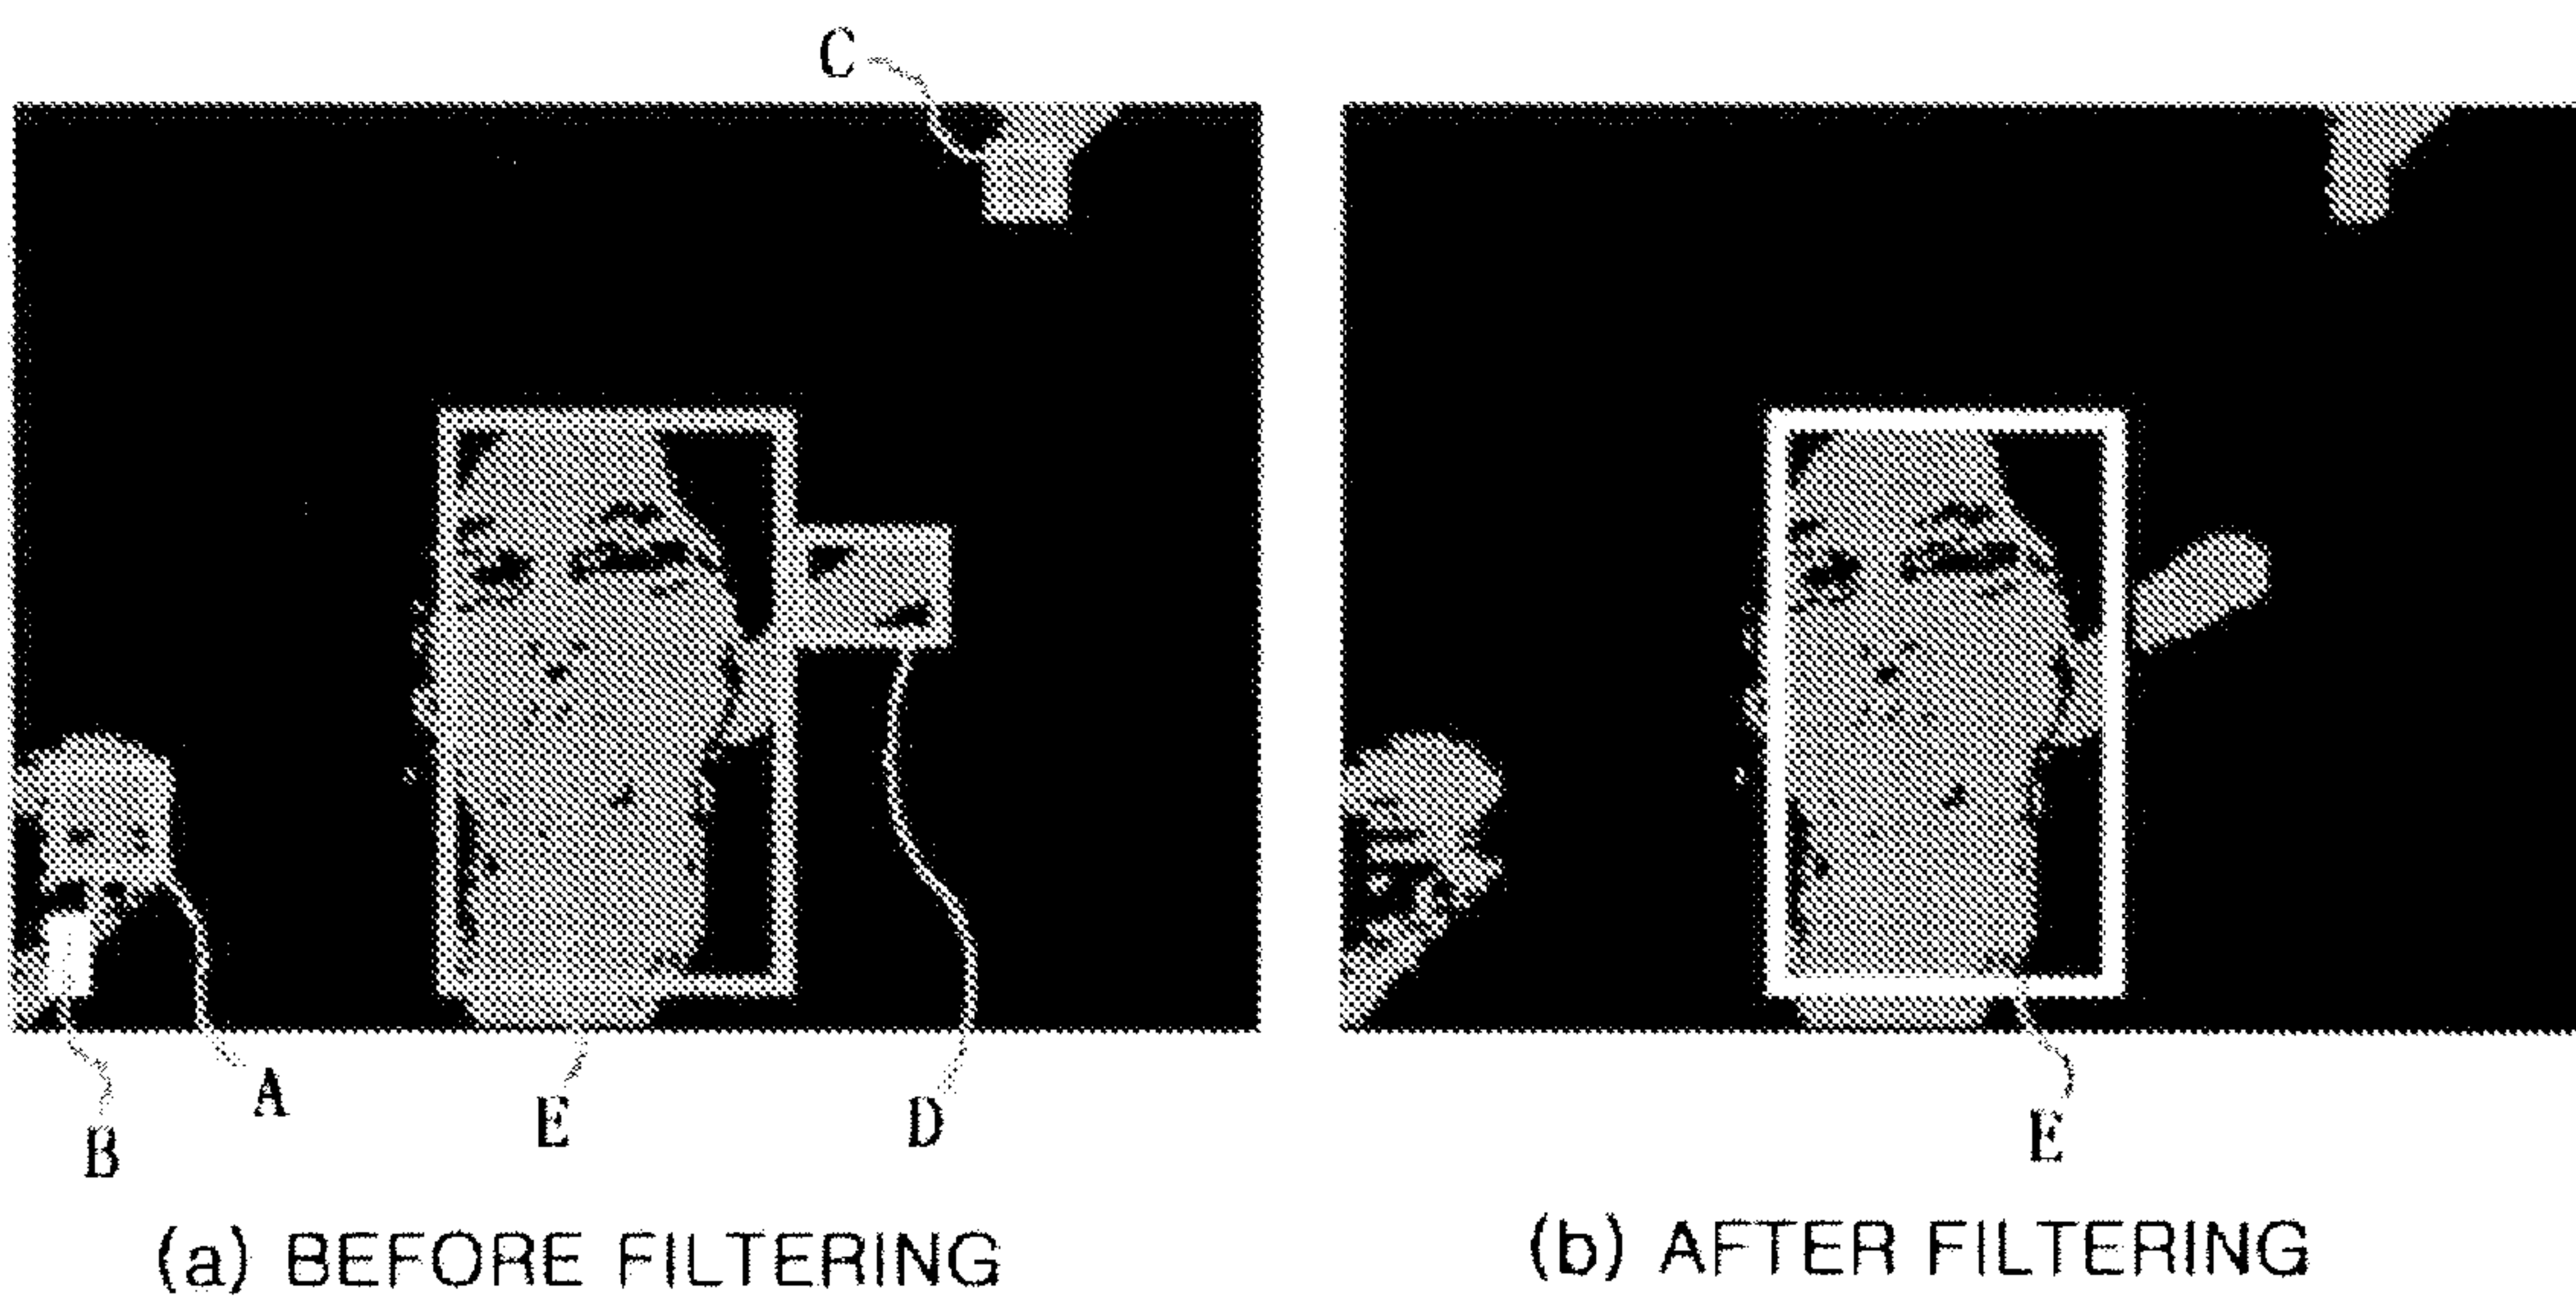 C
A
B
E
D
E
(a) BEFORE FILTERING
(b) AFTER FILTERING